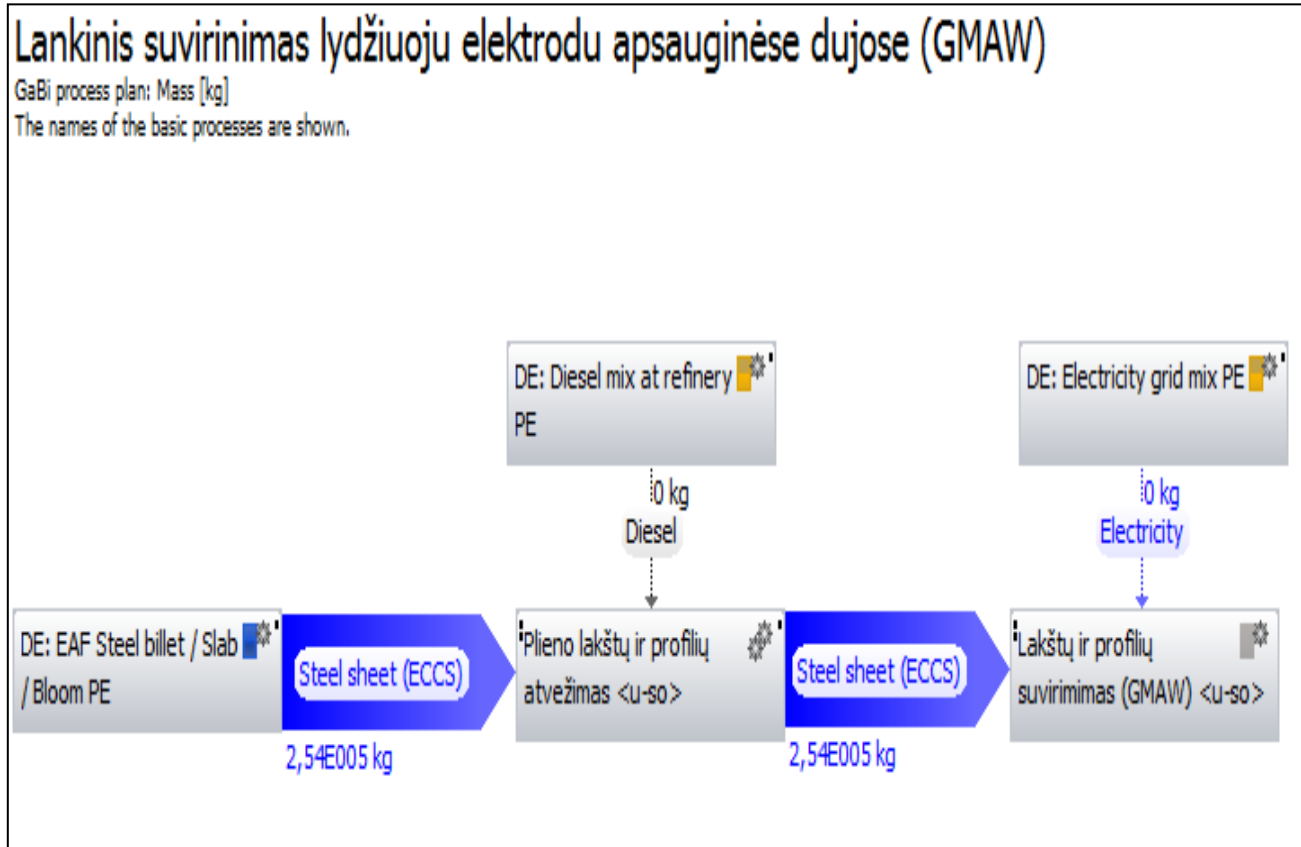 Lankinis suvirinimas lydžiuoju elektrodu apsauginėse dujose (GMAW)
GaBi process plan: Mass [kg]
The names of the basic processes are shown.
DE: Diesel mix at refinery
PE
DE: Electricity grid mix PE
0 kg
Diesel
0 kg
Electricity
DE: EAF Steel billet / Slab
/ Bloom PE
Steel sheet (ECCS)
2,54E005 kg
Plieno lakštų ir profilių
atvežimas <u-so>
Steel sheet (ECCS)
2,54E005 kg
Lakštų ir profilių
suvirimimas (GMAW) <u-so>